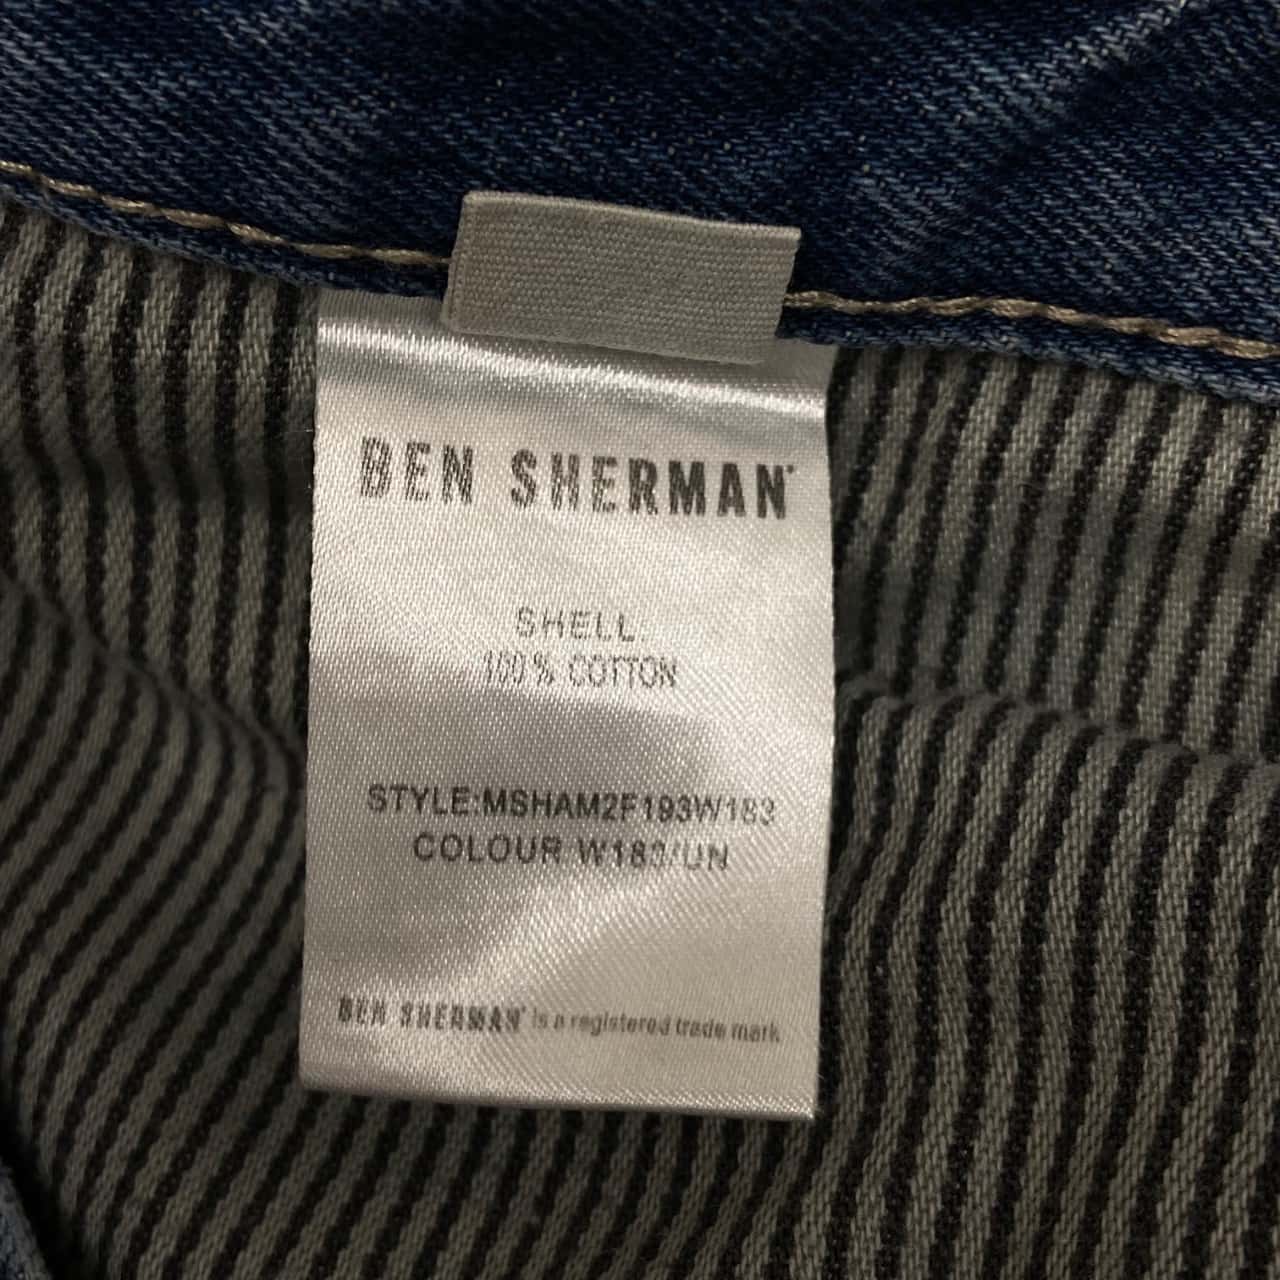 BEN SHERMAN
SHELL
100% COTTON
STYLE:MSHAM2F193W183
COLOUR W183/UN
BEN SHERMAN is a registered trade mark